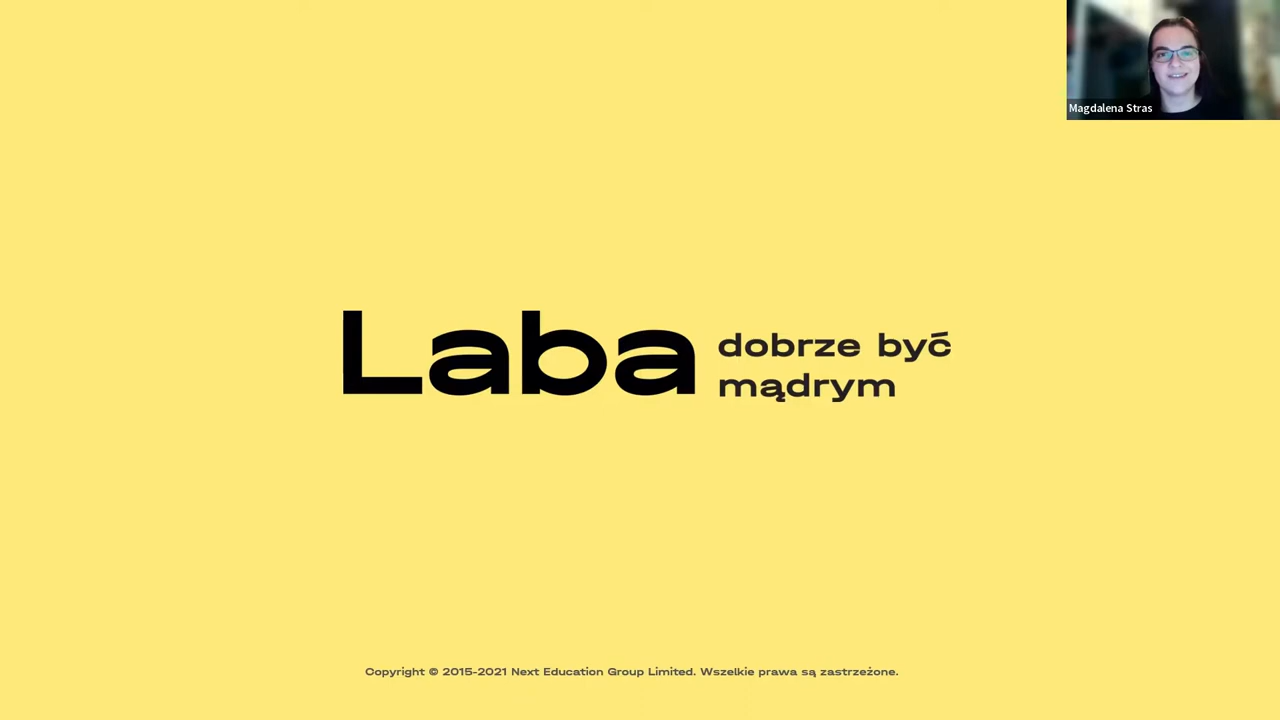 Magdalena Stras
Laba
dobrze być
mądrym
Copyright © 2015-2021 Next Education Group Limited. Wszelkie prawa są zastrzeżone.